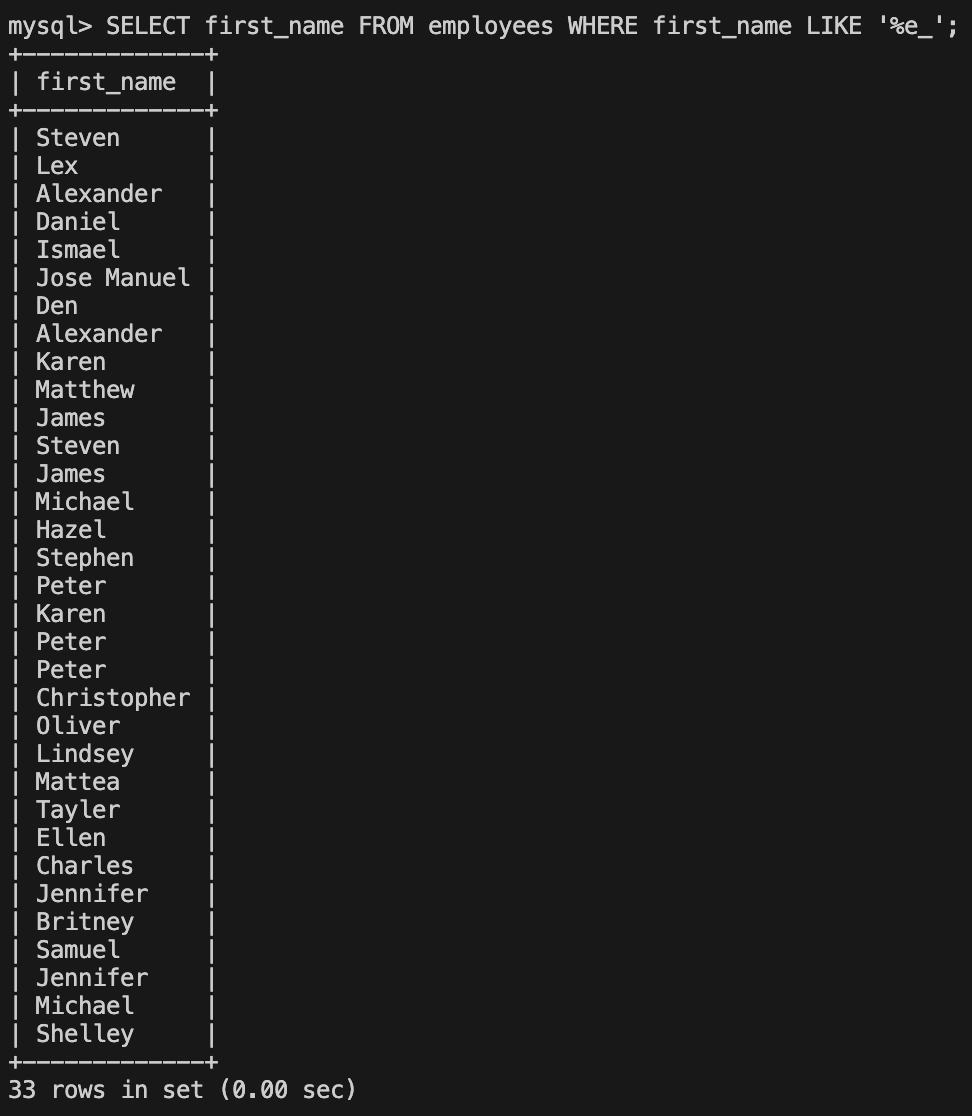 mysql> SELECT first_name FROM employees WHERE first_name LIKE '%e_';
+-------------+
| first_name  |
+-------------+
| Steven      |
| Lex         |
| Alexander   |
| Daniel      |
| Ismael      |
| Jose Manuel |
| Den         |
| Alexander   |
| Karen       |
| Matthew     |
| James       |
| Steven      |
| James       |
| Michael     |
| Hazel       |
| Stephen     |
| Peter       |
| Karen       |
| Peter       |
| Peter       |
| Christopher |
| Oliver      |
| Lindsey     |
| Mattea      |
| Tayler      |
| Ellen       |
| Charles     |
| Jennifer    |
| Britney     |
| Samuel      |
| Jennifer    |
| Michael     |
| Shelley     |
+-------------+
33 rows in set (0.00 sec)